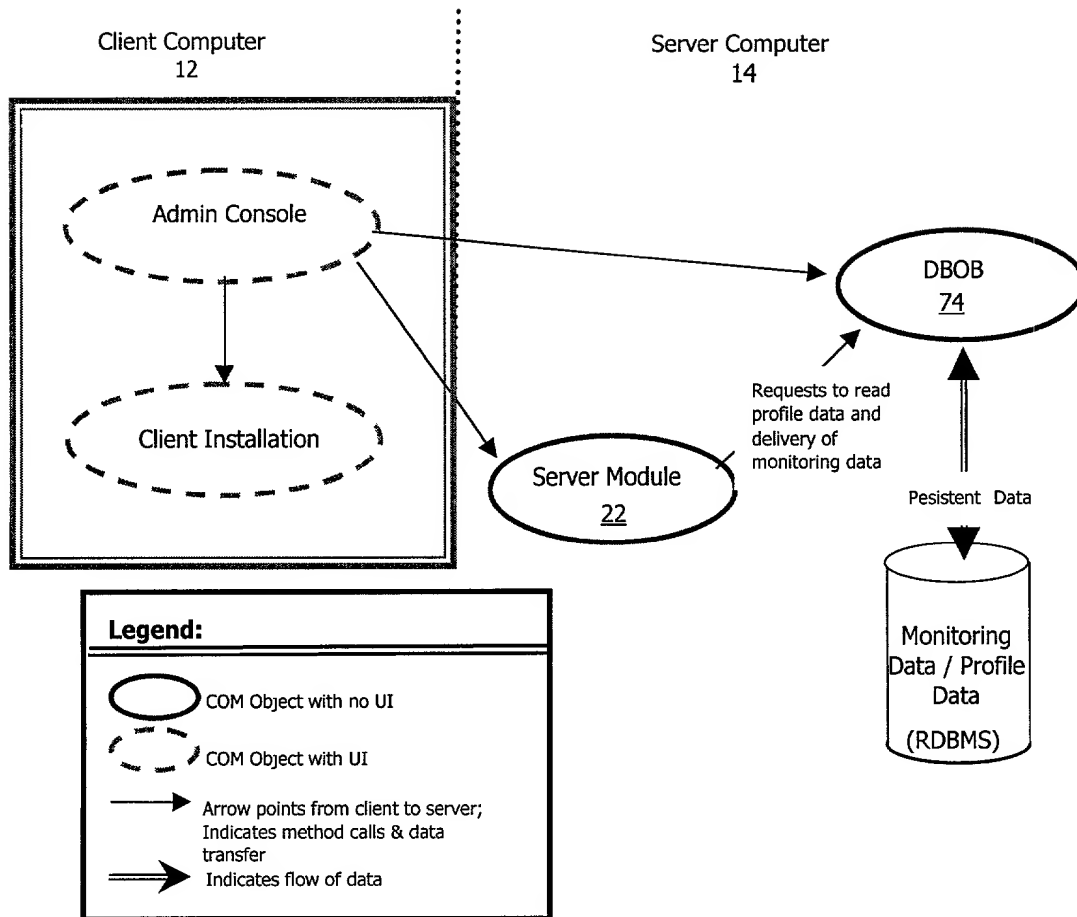 Client Computer
12
Server Computer
14
Admin Console
Client Installation
DBOB
74
Requests to read
profile data and
delivery of
monitoring data
Server Module
22
Pesistent Data
Monitoring
Data / Profile
Data
(RDBMS)
Legend:
COM Object with no UI
COM Object with UI
Arrow points from client to server;
Indicates method calls & data
transfer
Indicates flow of data